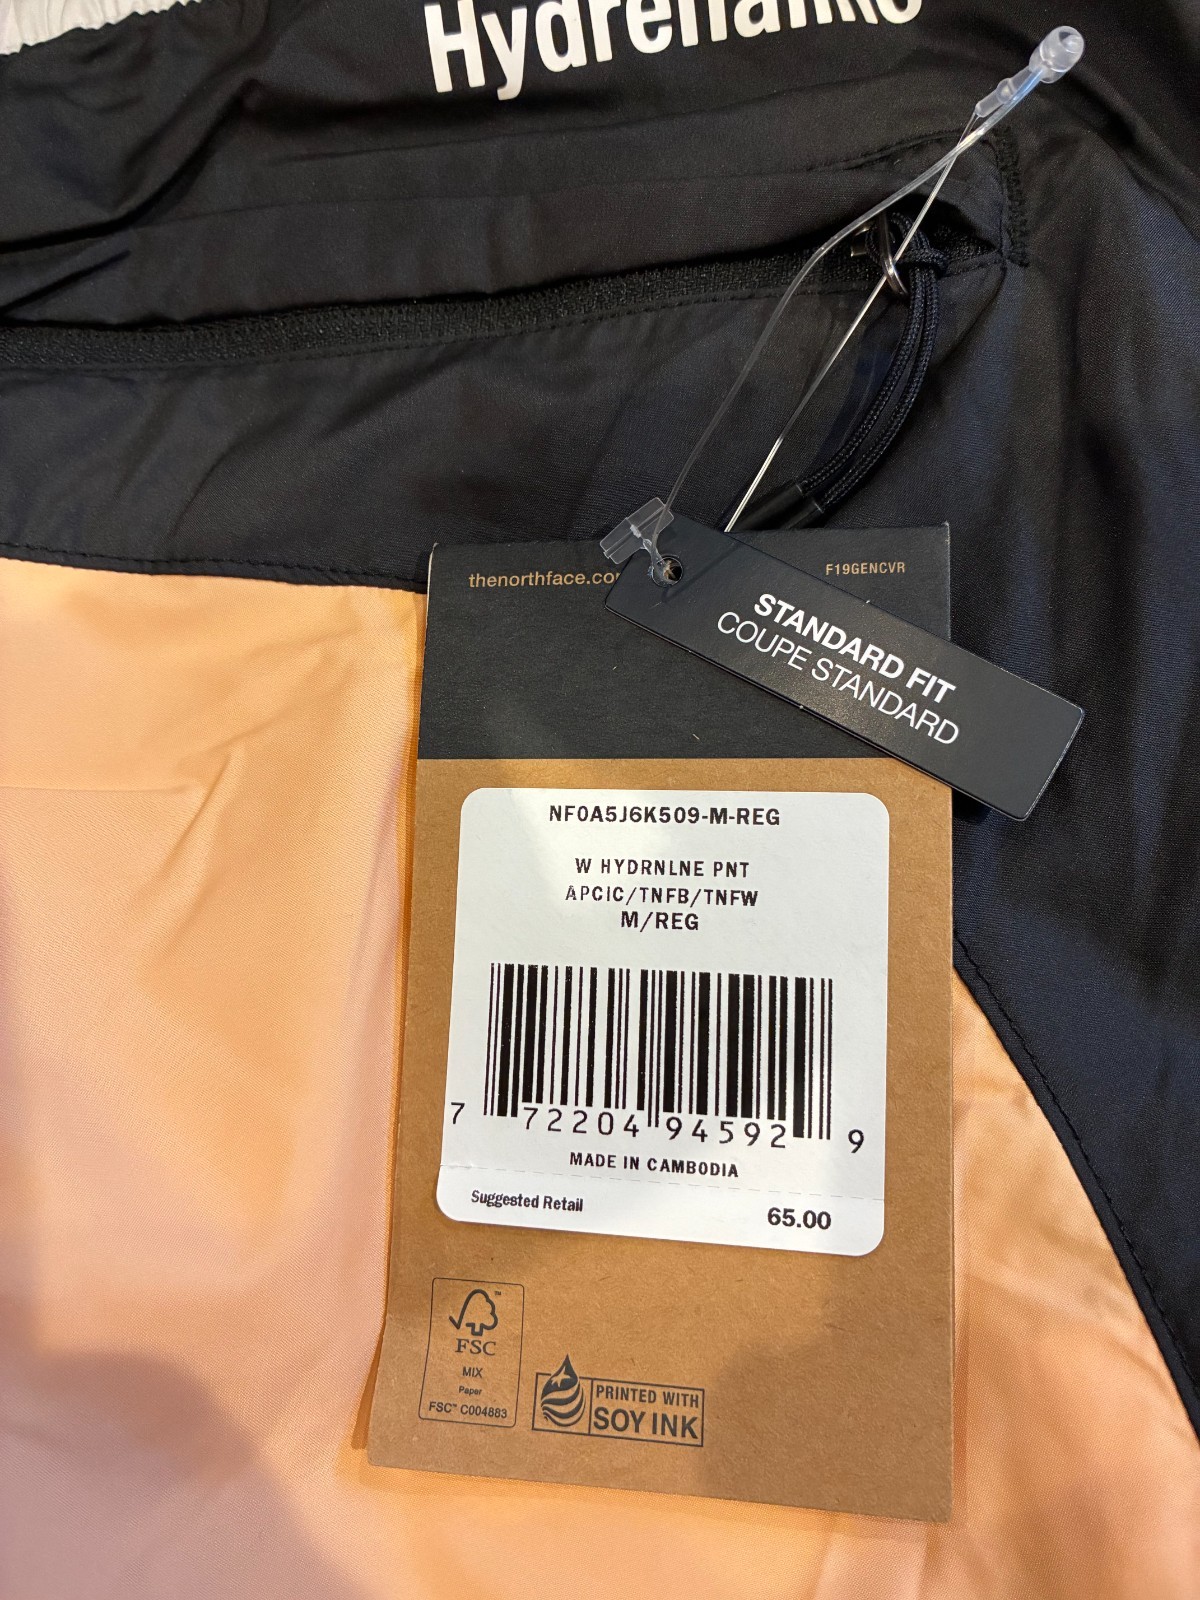 thenorthface.co
F19GENCVR
STANDARD FIT
COUPE STANDARD
NF0A5J6K509-M-REG
W HYDRNLNE PNT
APCIC/TNFB/TNFW
M/REG
7 72204 94592 9
MADE IN CAMBODIA
Suggested Retail 65.00
FSC
MIX
Paper
FSC™ C004883
PRINTED WITH
SOY INK